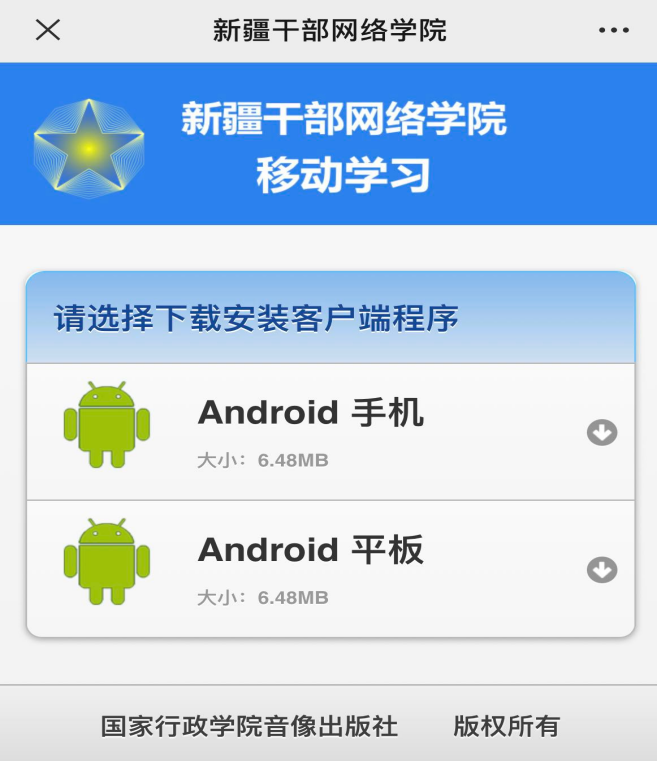 新疆干部网络学院
新疆干部网络学院
移动学习
请选择下载安装客户端程序
Android 手机
大小：6.48MB
Android 平板
大小：6.48MB
国家行政学院音像出版社 版权所有